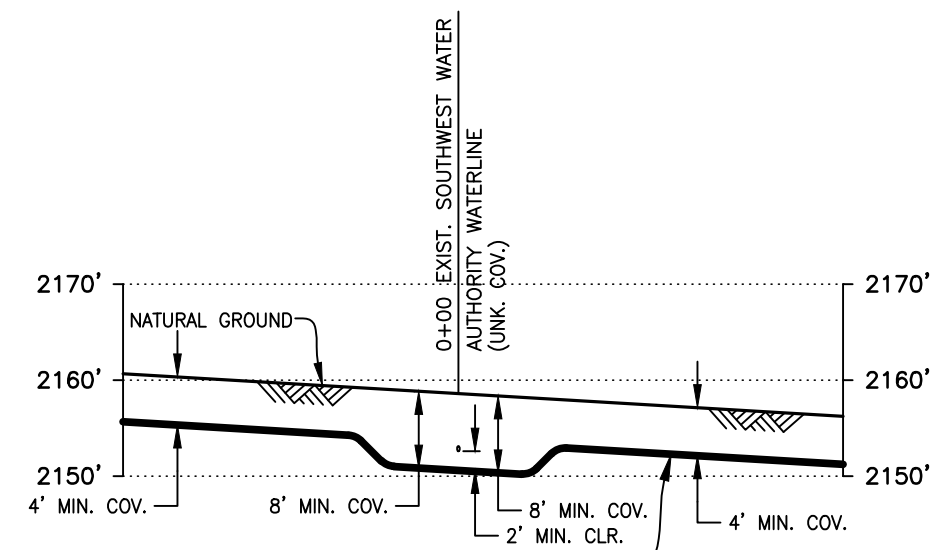 0+00 EXIST. SOUTHWEST WATER
AUTHORITY WATERLINE
(UNK. COV.)
2170'
2170'
NATURAL GROUND
2160'
2160'
2150'
2150'
4' MIN. COV.
8' MIN. COV.
8' MIN. COV.
4' MIN. COV.
2' MIN. CLR.